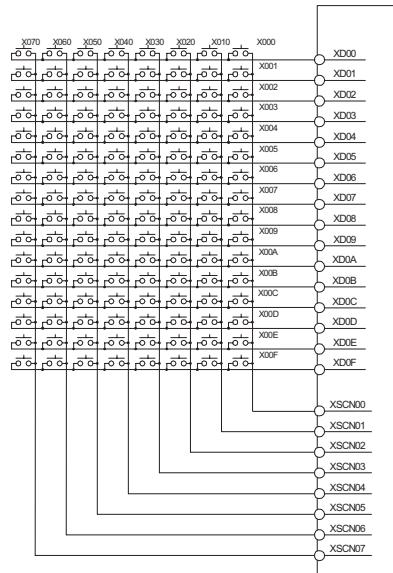 X070 X060 X050 X040 X030 X020 X010 X000
XD00
X001
XD01
X002
XD02
X003
XD03
X004
XD04
X005
XD05
X006
XD06
X007
XD07
X008
XD08
X009
XD09
X00A
XD0A
X00B
XD0B
X00C
XD0C
X00D
XD0D
X00E
XD0E
X00F
XD0F
XSCN00
XSCN01
XSCN02
XSCN03
XSCN04
XSCN05
XSCN06
XSCN07